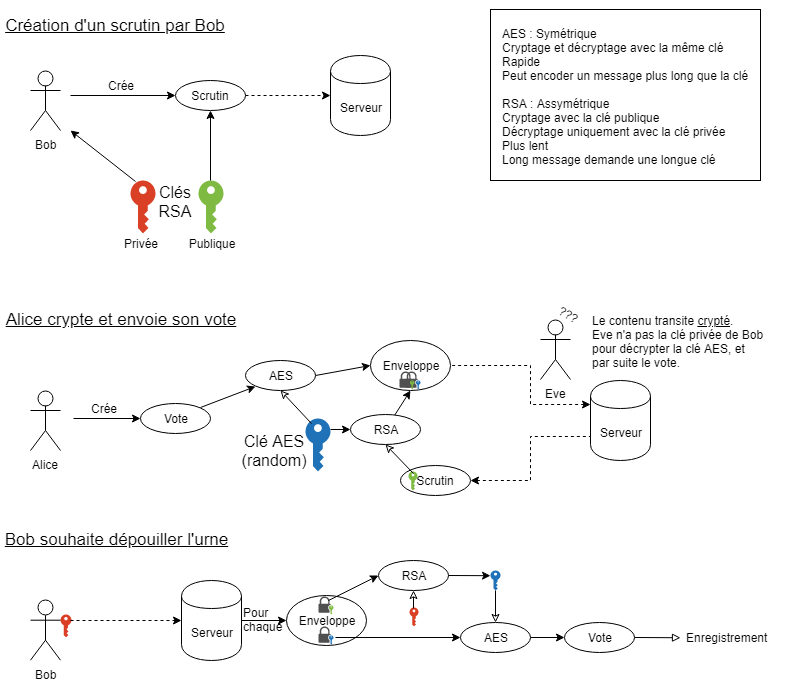 Création d'un scrutin par Bob
AES : Symétrique
Cryptage et décryptage avec la même clé
Rapide
Peut encoder un message plus long que la clé
RSA : Assymétrique
Cryptage avec la clé publique
Décryptage uniquement avec la clé privée
Plus lent
Long message demande une longue clé
Crée
Scrutin
Serveur
Bob
Clés
RSA
Privée
Publique
Alice crypte et envoie son vote
???
Le contenu transite crypté.
Eve n'a pas la clé privée de Bob
pour décrypter la clé AES, et
par suite le vote.
Enveloppe
AES
Eve
Crée
Vote
RSA
Serveur
Clé AES
(random)
Alice
Scrutin
Bob souhaite dépouiller l'urne
RSA
Pour
chaque
Enveloppe
Serveur
AES
Vote
Enregistrement
Bob